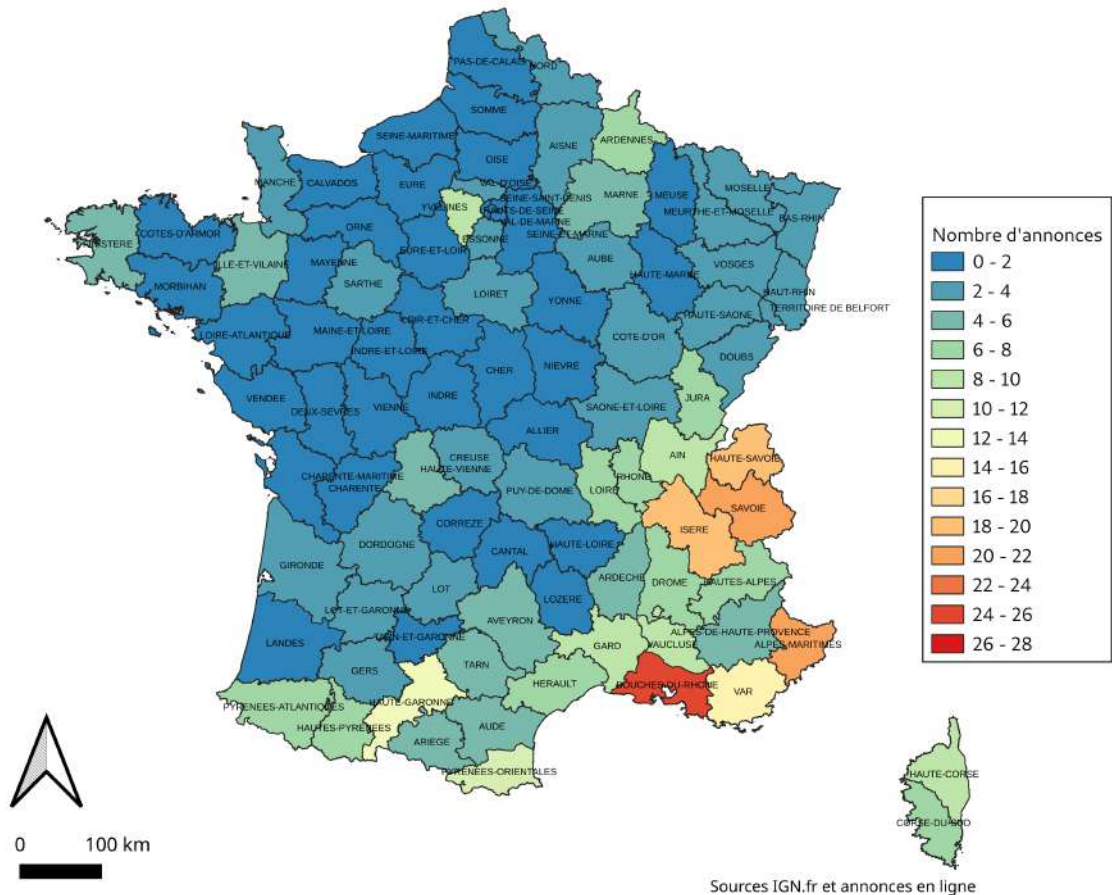 PAS-DE-CALAIS
NORD
SOMME
SEINE-MARITIME
AISNE
ARDENNES
OISE
MANCHE
CALVADOS
EURE
VAL-D'OISE
SEINE-SAINT-DENIS
HAUTS-DE-SEINE
VAL-DE-MARNE
YVELINES
MARNE
MEUSE
MOSELLE
MEURTHE-ET-MOSELLE
BAS-RHIN
ORNE
ESSONNE
SEINE-ET-MARNE
FINISTERE
COTES-D'ARMOR
ILLE-ET-VILAINE
MAYENNE
EURE-ET-LOIR
AUBE
HAUTE-MARNE
VOSGES
MORBIHAN
SARTHE
LOIRET
YONNE
HAUT-RHIN
TERRITOIRE DE BELFORT
HAUTE-SAONE
LOIRE-ATLANTIQUE
MAINE-ET-LOIRE
LOIR-ET-CHER
INDRE-ET-LOIRE
COTE-D'OR
DOUBS
CHER
NIEVRE
VENDEE
DEUX-SEVRES
VIENNE
INDRE
JURA
SAONE-ET-LOIRE
ALLIER
CREUSE
HAUTE-VIENNE
AIN
HAUTE-SAVOIE
CHARENTE-MARITIME
CHARENTE
PUY-DE-DOME
LOIRE
RHONE
SAVOIE
CORREZE
ISERE
DORDOGNE
CANTAL
HAUTE-LOIRE
GIRONDE
ARDECHE
DROME
HAUTES-ALPES
LOT
LOZERE
LOT-ET-GARONNE
AVEYRON
LANDES
TARN-ET-GARONNE
GARD
VAUCLUSE
ALPES-DE-HAUTE-PROVENCE
ALPES-MARITIMES
GERS
TARN
HERAULT
BOUCHES-DU-RHONE
VAR
HAUTE-GARONNE
PYRENEES-ATLANTIQUES
HAUTES-PYRENEES
AUDE
ARIEGE
PYRENEES-ORIENTALES
HAUTE-CORSE
CORSE-DU-SUD
Nombre d'annonces
0 - 2
2 - 4
4 - 6
6 - 8
8 - 10
10 - 12
12 - 14
14 - 16
16 - 18
18 - 20
20 - 22
22 - 24
24 - 26
26 - 28
0 100 km
Sources IGN.fr et annonces en ligne